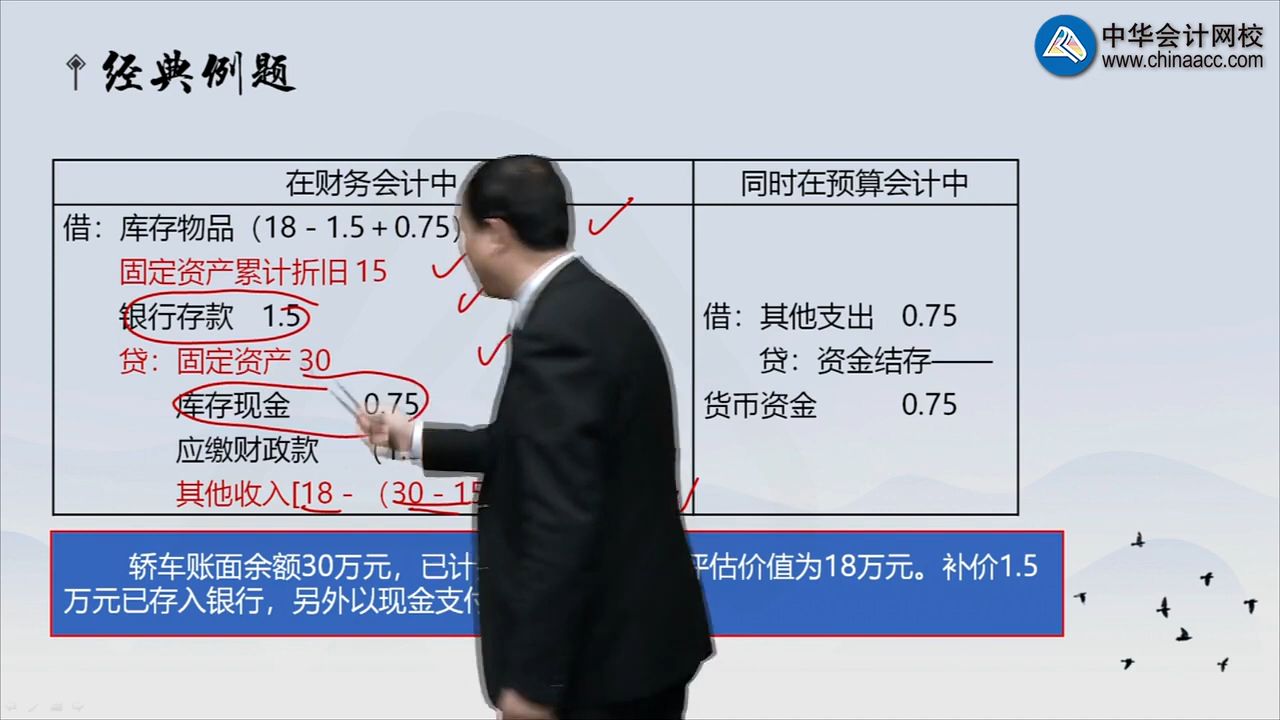 经典例题
中华会计网校
www.chinaacc.com
在财务会计中
同时在预算会计中
借：库存物品（18－1.5＋0.75）
固定资产累计折旧 15
银行存款 1.5
贷：固定资产 30
库存现金 0.75
应缴财政款
其他收入[18－（30－15
借：其他支出 0.75
贷：资金结存——
货币资金 0.75
轿车账面余额30万元，已计 评估价值为18万元。补价1.5
万元已存入银行，另外以现金支付